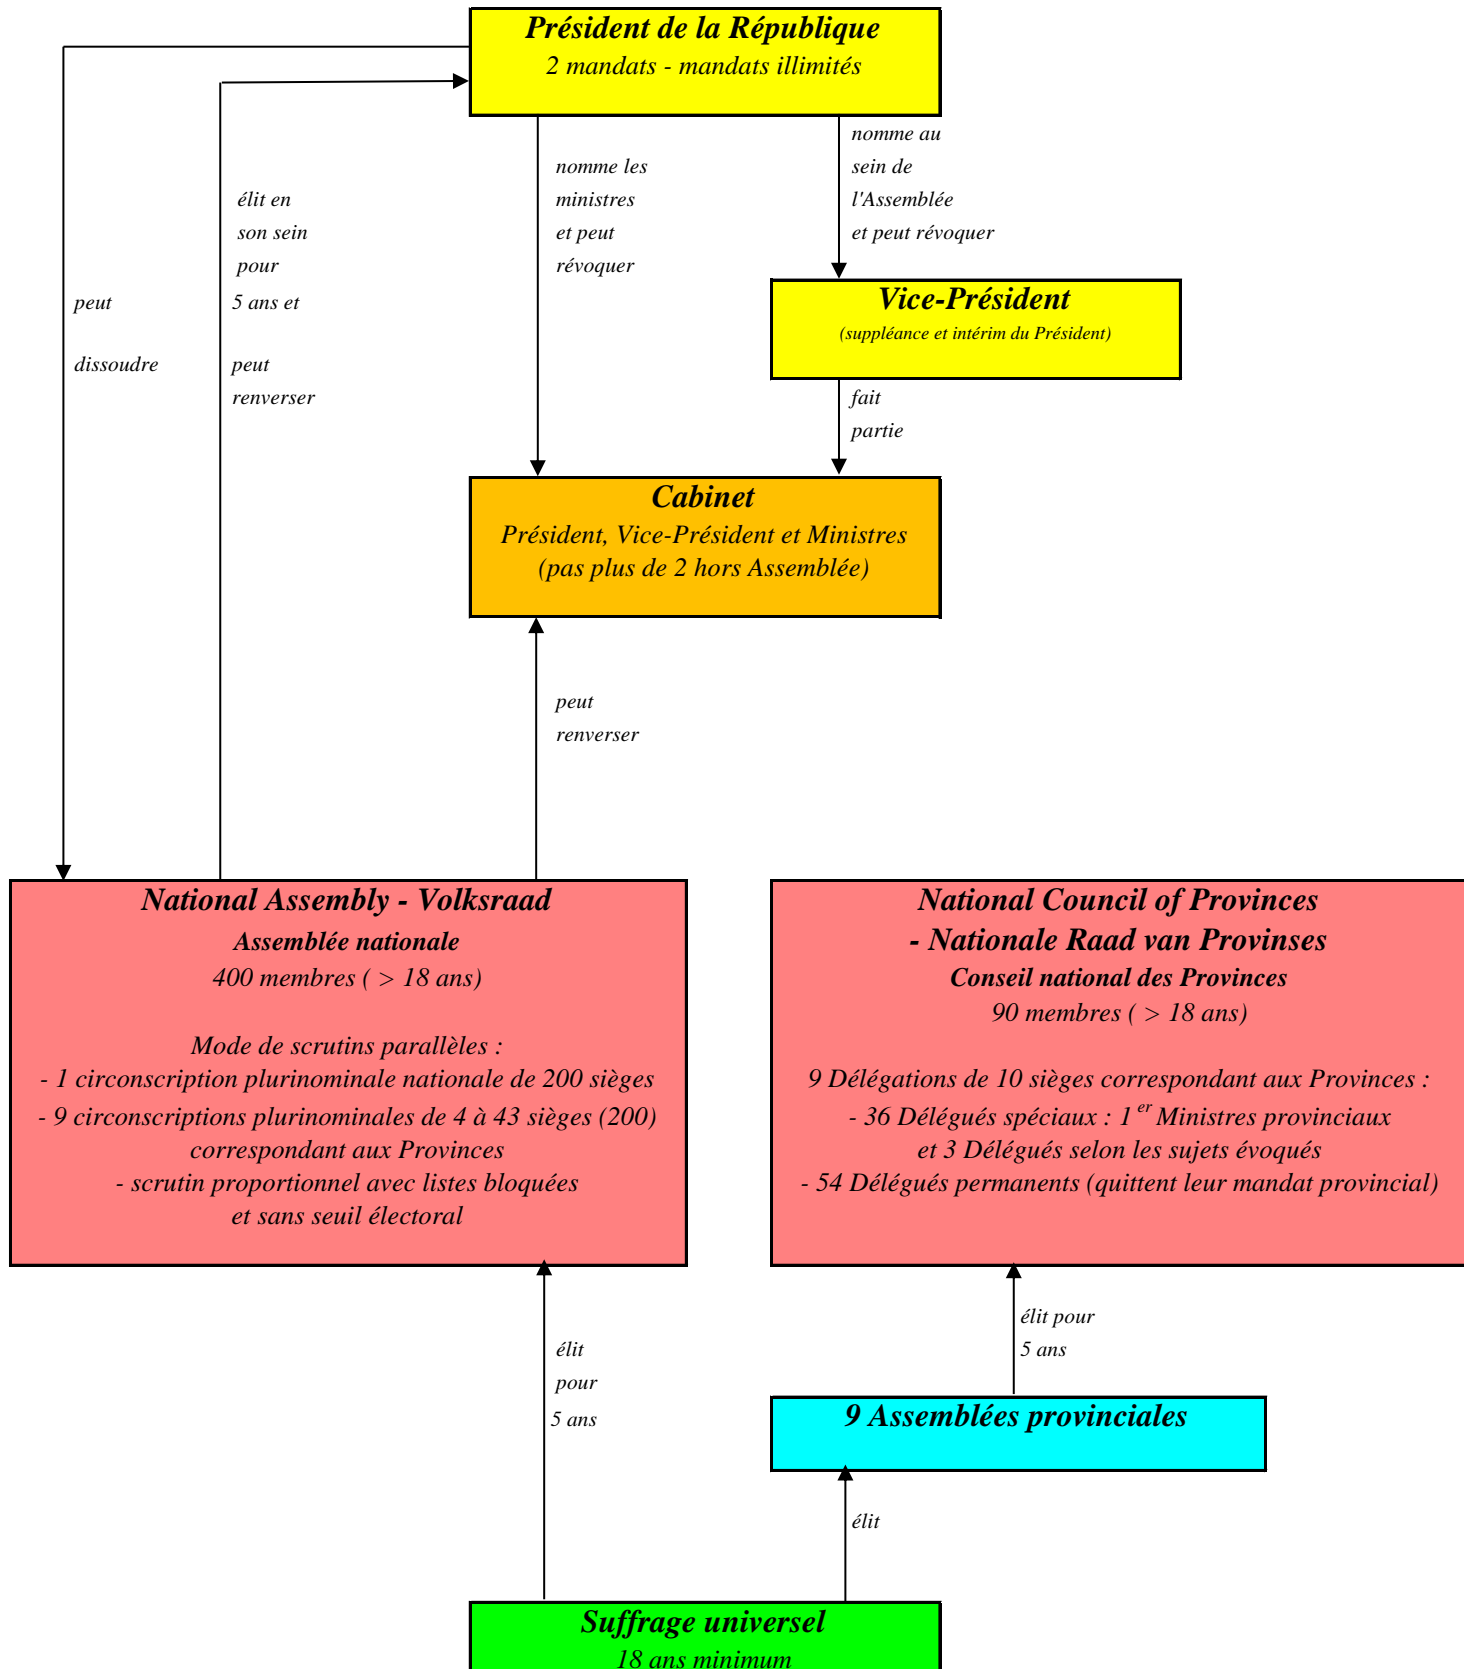 Président de la République
2 mandats - mandats illimités
nomme au
sein de
l'Assemblée
et peut révoquer
nomme les
ministres
et peut
révoquer
élit en
son sein
pour
5 ans et
peut
renverser
peut
dissoudre
Vice-Président
(suppléance et intérim du Président)
fait
partie
Cabinet
Président, Vice-Président et Ministres
(pas plus de 2 hors Assemblée)
peut
renverser
National Assembly - Volksraad
Assemblée nationale
400 membres ( > 18 ans)
Mode de scrutins parallèles :
- 1 circonscription plurinominale nationale de 200 sièges
- 9 circonscriptions plurinominales de 4 à 43 sièges (200)
correspondant aux Provinces
- scrutin proportionnel avec listes bloquées
et sans seuil électoral
National Council of Provinces
- Nationale Raad van Provinses
Conseil national des Provinces
90 membres ( > 18 ans)
9 Délégations de 10 sièges correspondant aux Provinces :
- 36 Délégués spéciaux : 1 er Ministres provinciaux
et 3 Délégués selon les sujets évoqués
- 54 Délégués permanents (quittent leur mandat provincial)
élit pour
5 ans
élit
pour
5 ans
9 Assemblées provinciales
élit
Suffrage universel
18 ans minimum